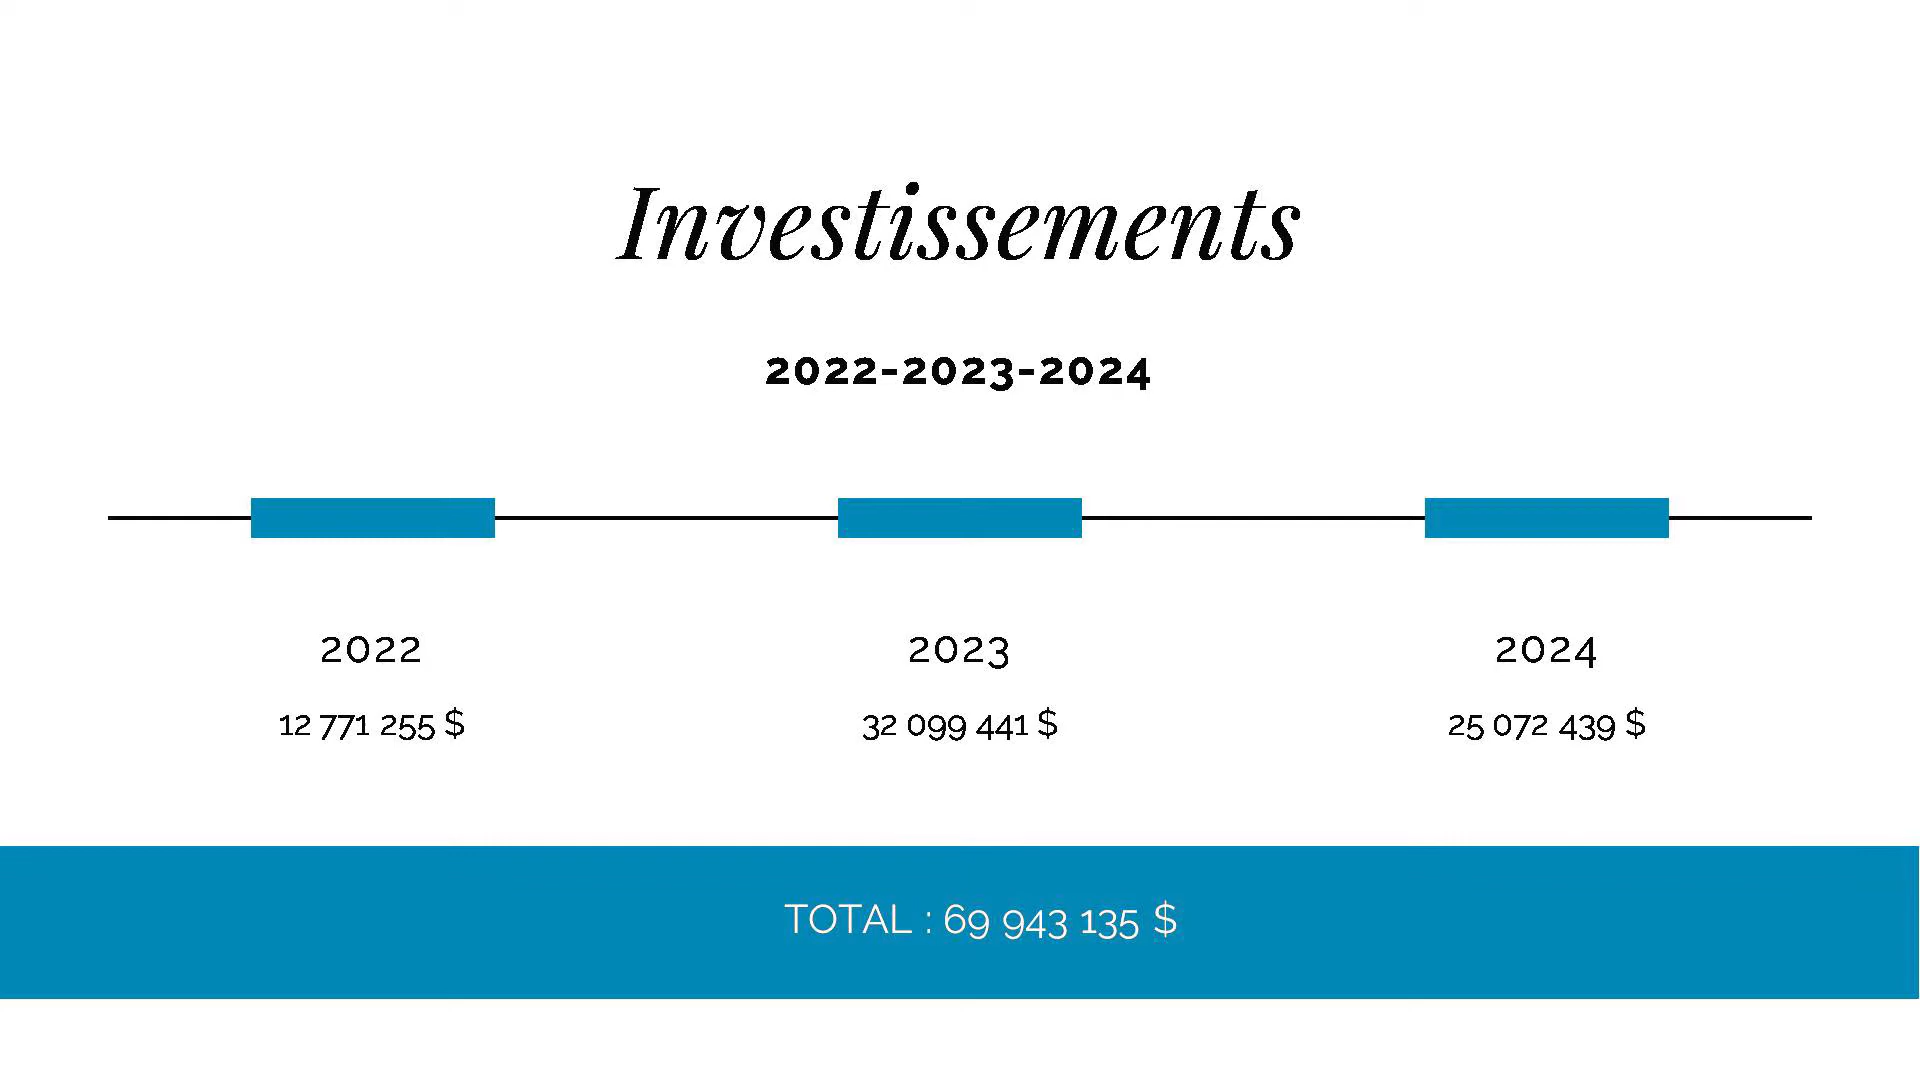 Investissements
2022-2023-2024
2022 2023 2024
12 771 255 $ 32 099 441 $ 25 072 439 $
TOTAL : 69 943 135 $